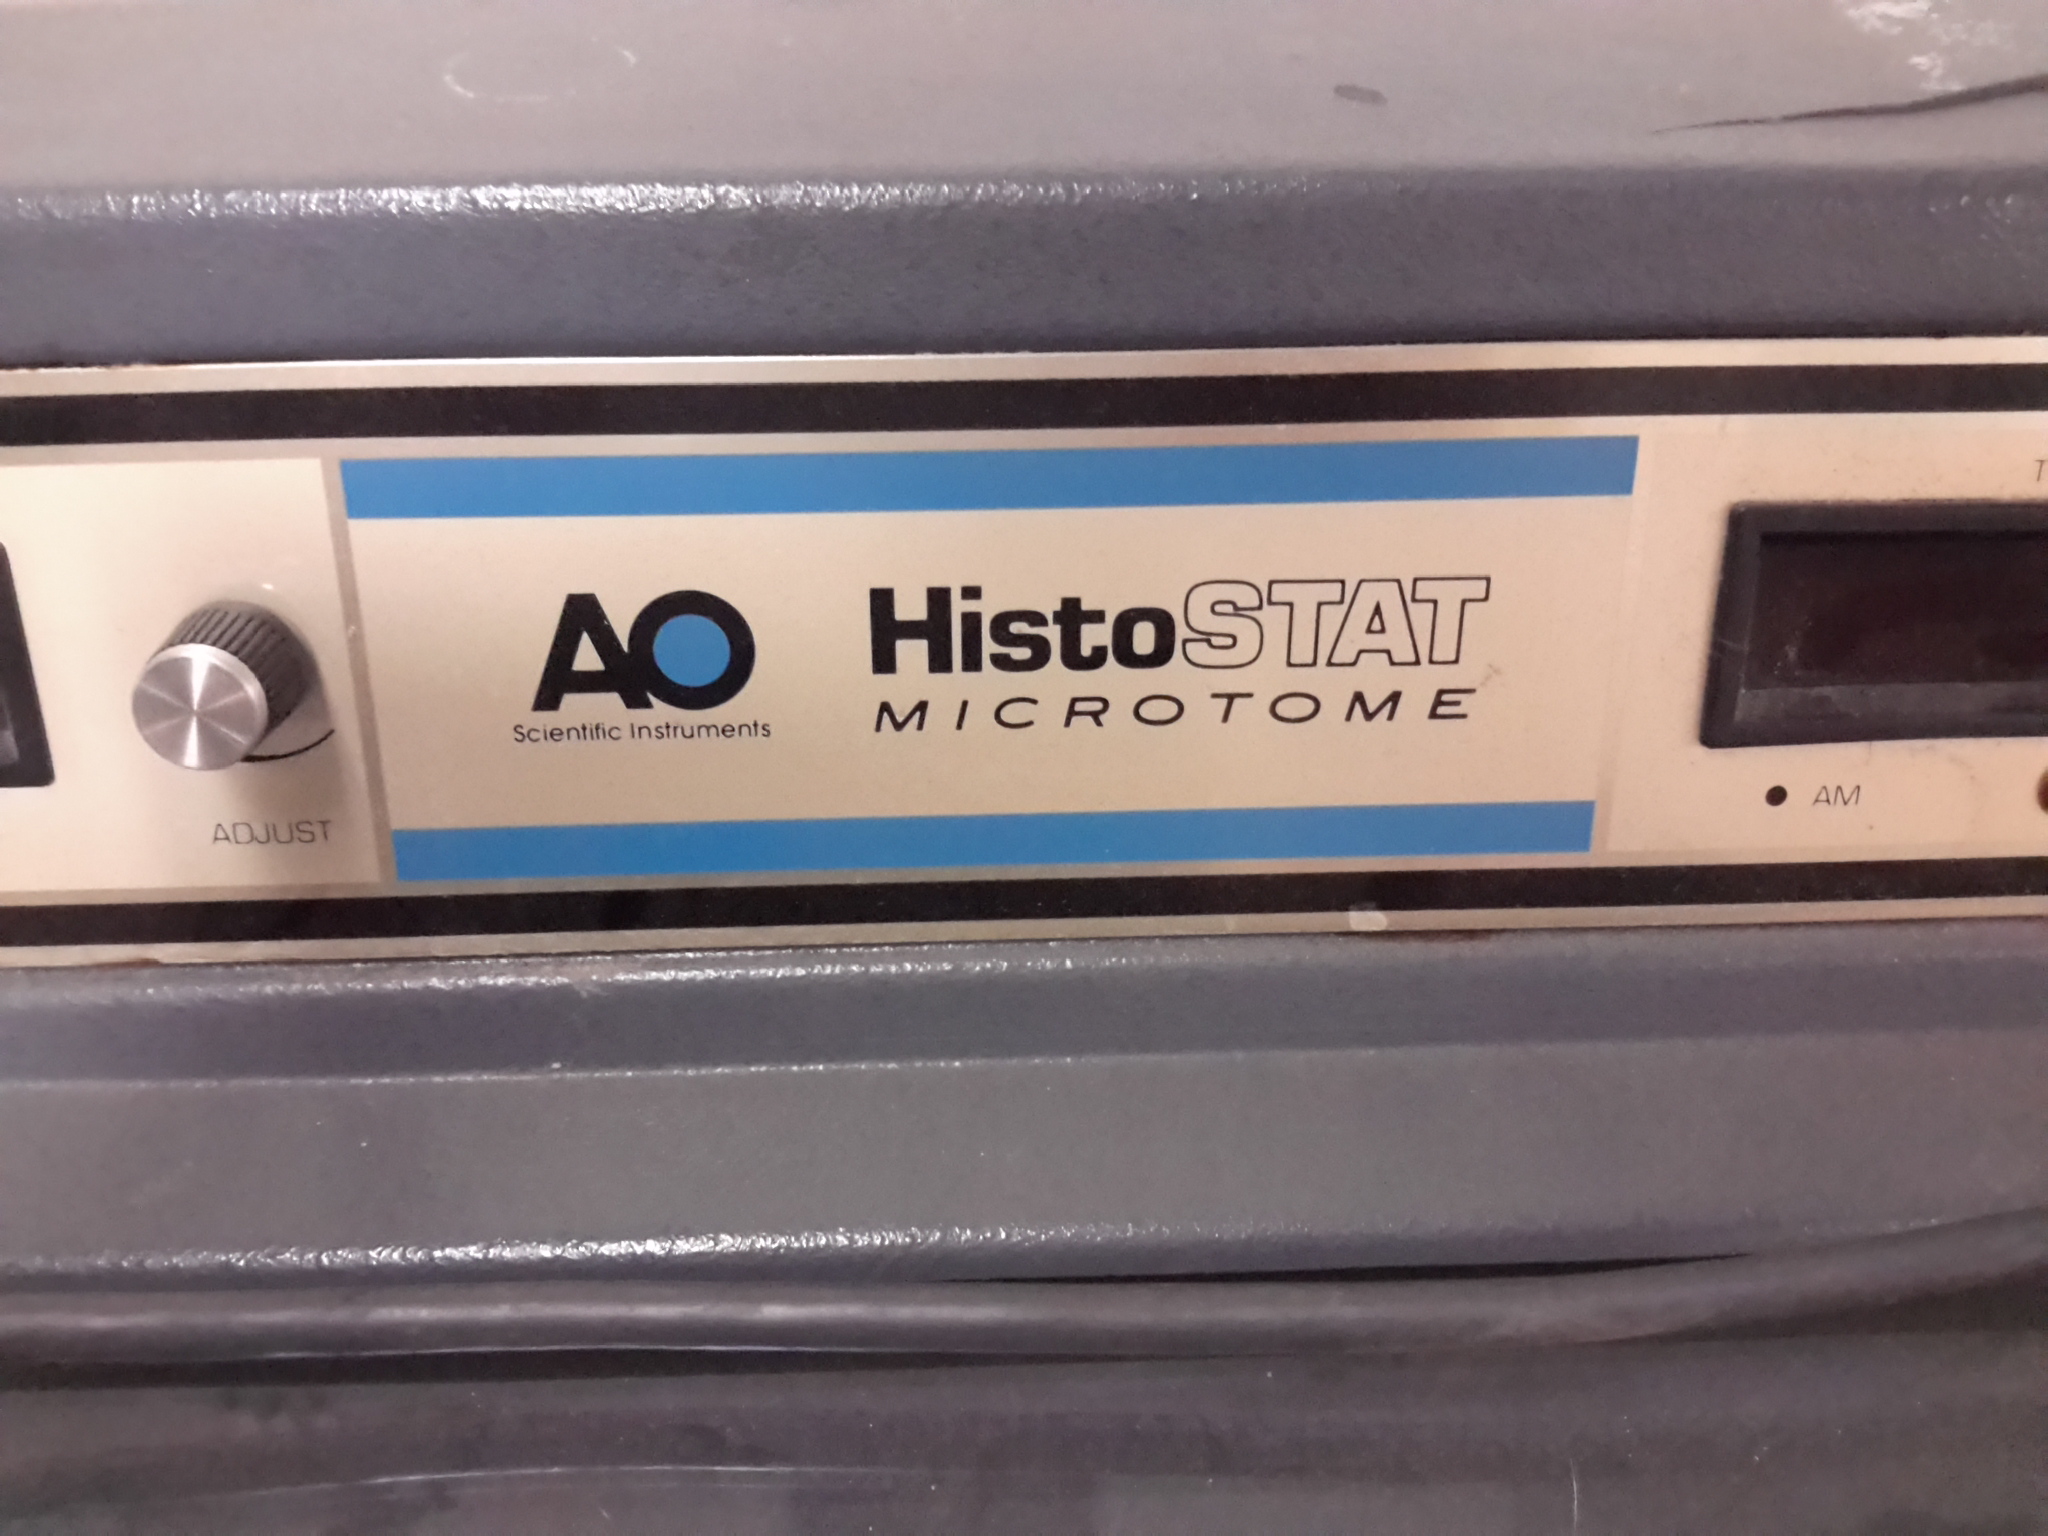 AO
Scientific Instruments
HistoSTAT
MICROTOME
ADJUST
AM